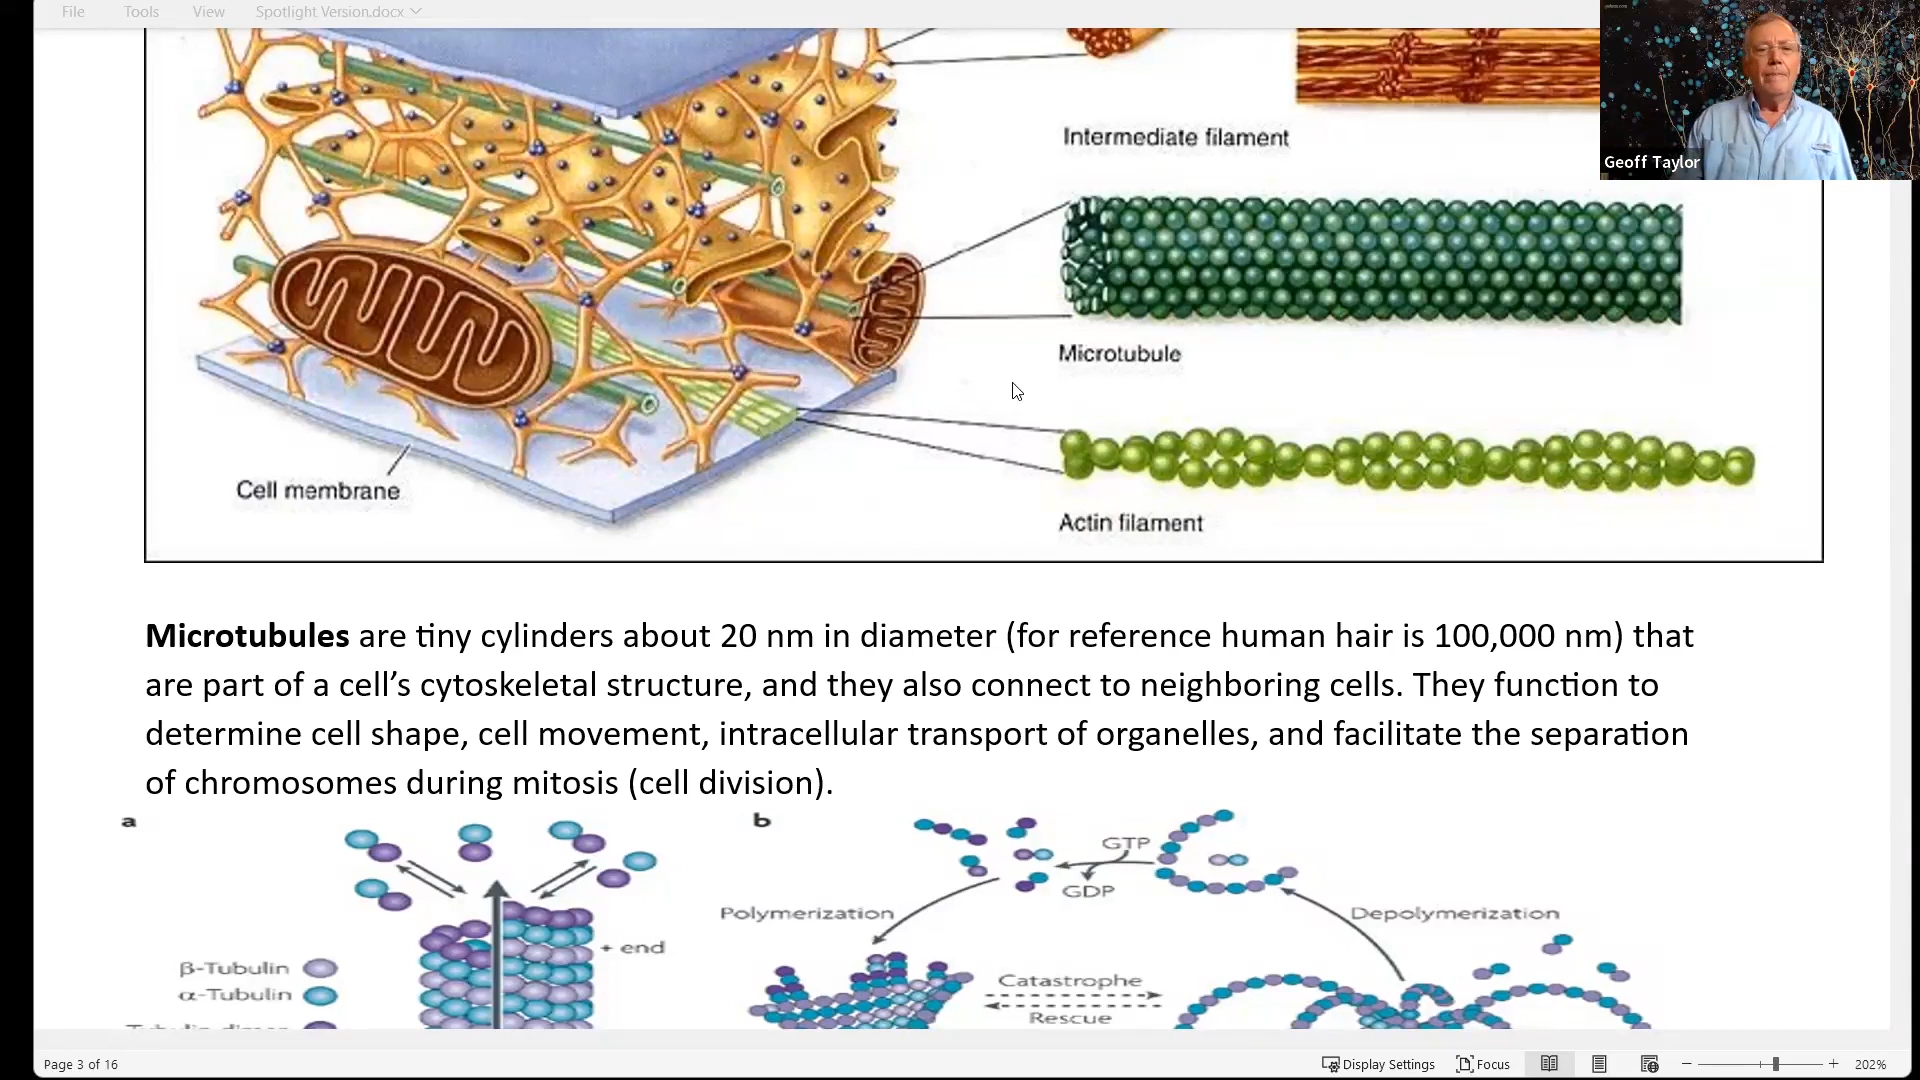 File Tools View Spotlight Version.docx
Intermediate filament
Geoff Taylor
Microtubule
Cell membrane
Actin filament
Microtubules are tiny cylinders about 20 nm in diameter (for reference human hair is 100,000 nm) that
are part of a cell’s cytoskeletal structure, and they also connect to neighboring cells. They function to
determine cell shape, cell movement, intracellular transport of organelles, and facilitate the separation
of chromosomes during mitosis (cell division).
a b
GTP
GDP
Polymerization Depolymerization
+ end
β-Tubulin
α-Tubulin
Catastrophe
Rescue
Page 3 of 16 Display Settings Focus 202%